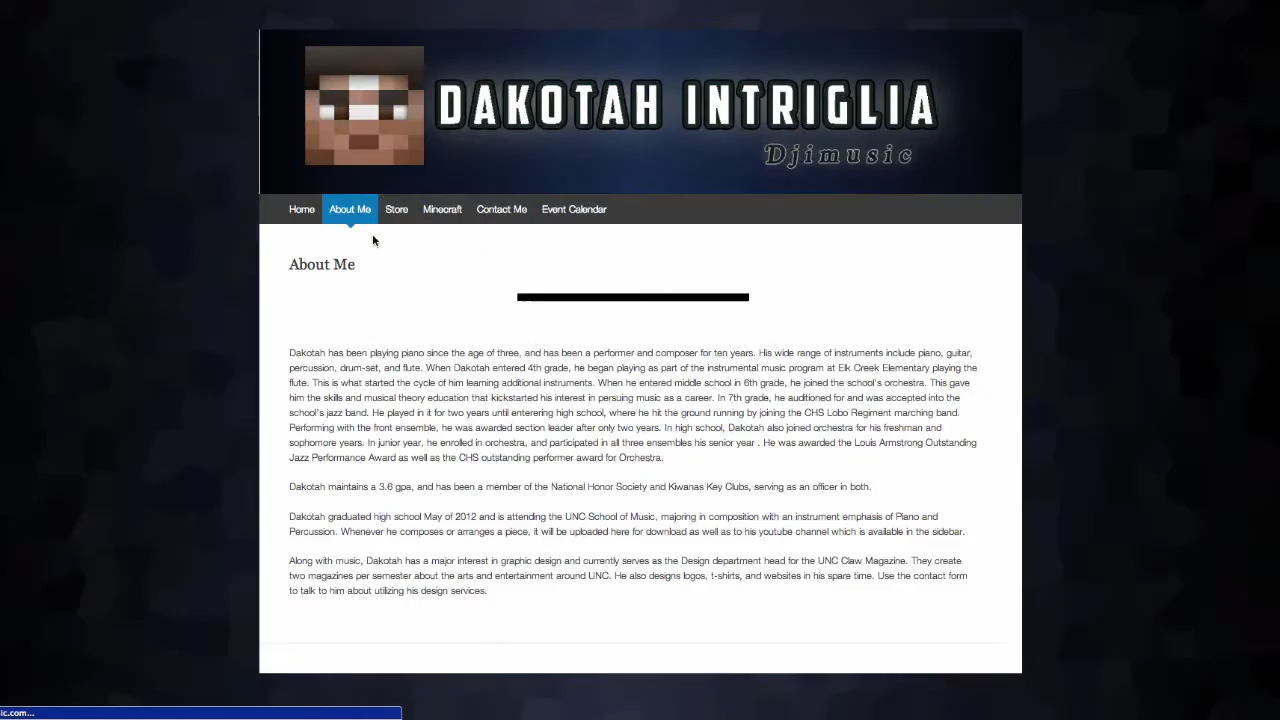 DAKOTAH INTRIGLIA
Djimusic
Home About Me Store Minecraft Contact Me Event Calendar
About Me
Dakotah has been playing piano since the age of three, and has been a performer and composer for ten years. His wide range of instruments include piano, guitar,
percussion, drum-set, and flute. When Dakotah entered 4th grade, he began playing as part of the instrumental music program at Elk Creek Elementary playing the
flute. This is what started the cycle of him learning additional instruments. When he entered middle school in 6th grade, he joined the school's orchestra. This gave
him the skills and musical theory education that kickstarted his interest in persuing music as a career. In 7th grade, he auditioned for and was accepted into the
school's jazz band. He played in it for two years until enterering high school, where he hit the ground running by joining the CHS Lobo Regiment marching band.
Performing with the front ensemble, he was awarded section leader after only two years. In high school, Dakotah also joined orchestra for his freshman and
sophomore years. In junior year, he enrolled in orchestra, and participated in all three ensembles his senior year . He was awarded the Louis Armstrong Outstanding
Jazz Performance Award as well as the CHS outstanding performer award for Orchestra.
Dakotah maintains a 3.6 gpa, and has been a member of the National Honor Society and Kiwanas Key Clubs, serving as an officer in both.
Dakotah graduated high school May of 2012 and is attending the UNC School of Music, majoring in composition with an instrument emphasis of Piano and
Percussion. Whenever he composes or arranges a piece, it will be uploaded here for download as well as to his youtube channel which is available in the sidebar.
Along with music, Dakotah has a major interest in graphic design and currently serves as the Design department head for the UNC Claw Magazine. They create
two magazines per semester about the arts and entertainment around UNC. He also designs logos, t-shirts, and websites in his spare time. Use the contact form
to talk to him about utilizing his design services.
ic.com...